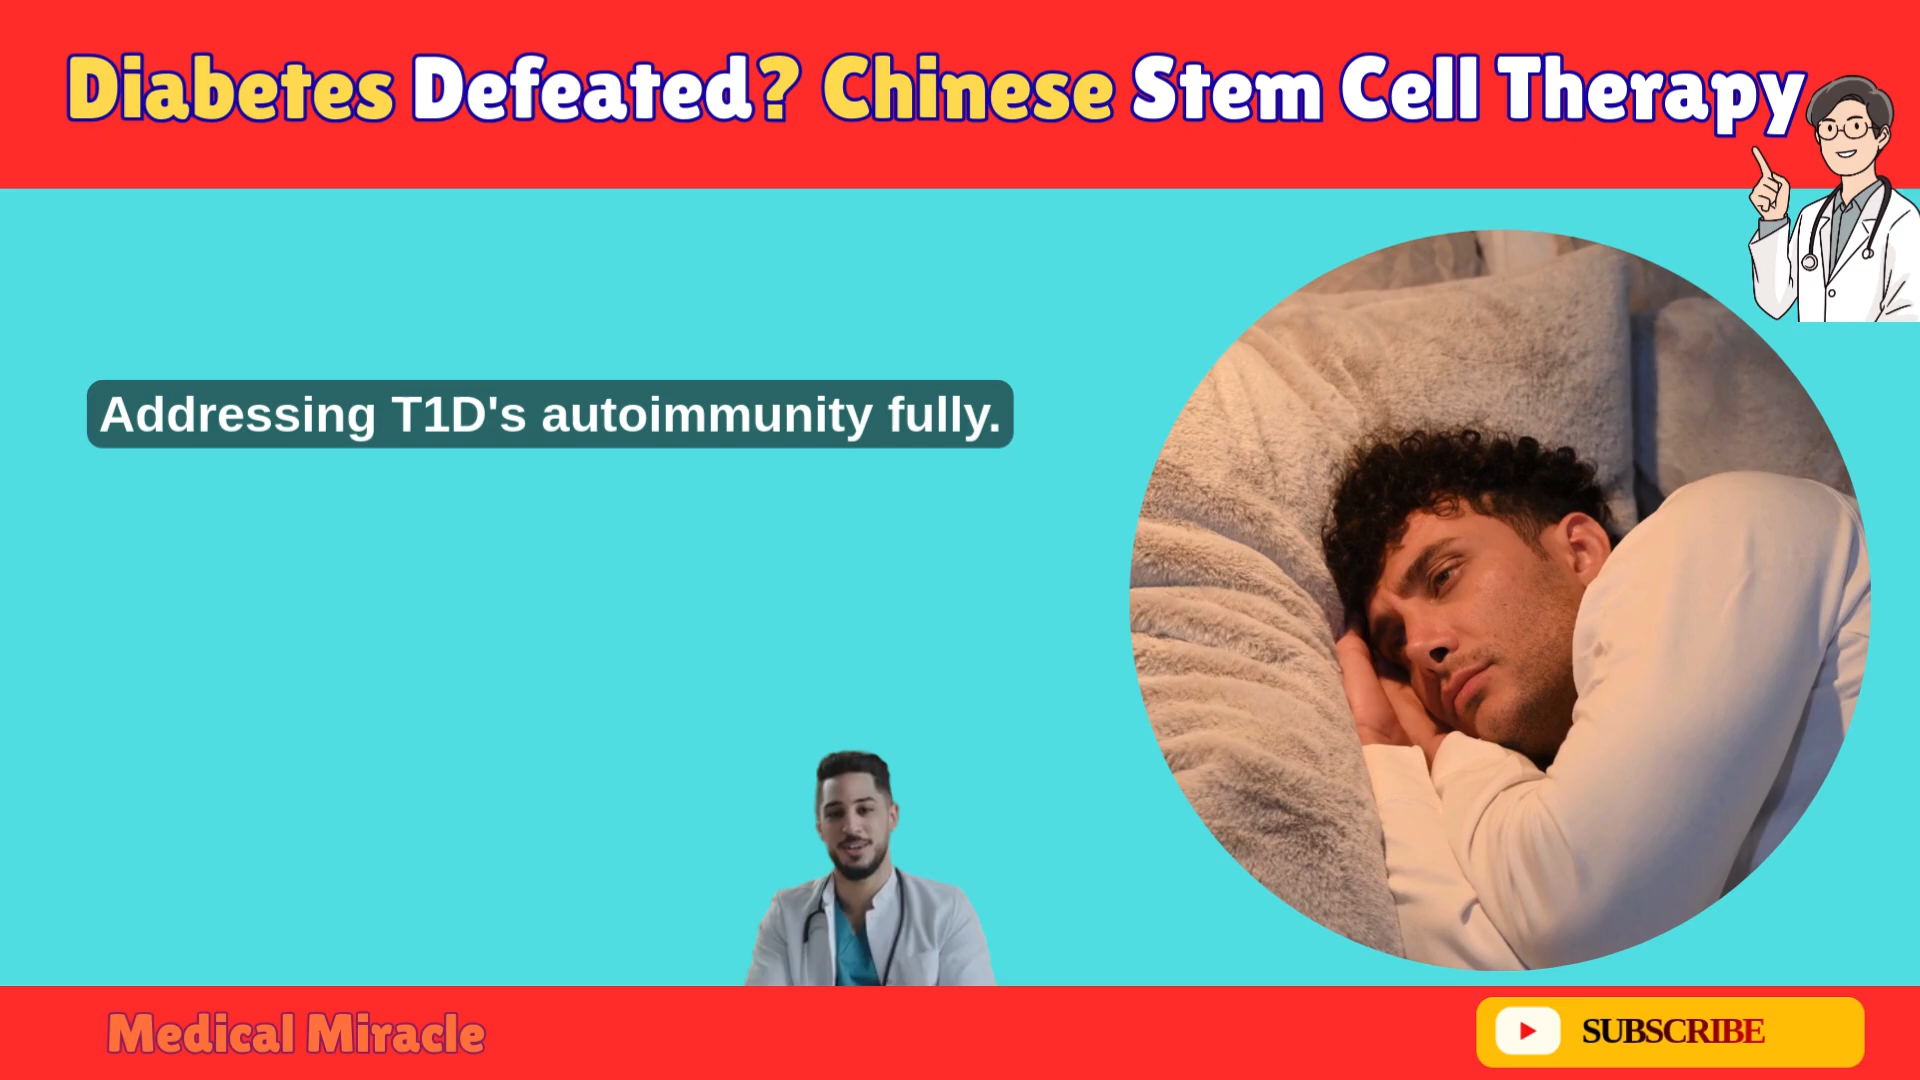 Diabetes Defeated? Chinese Stem Cell Therapy
Addressing T1D's autoimmunity fully.
Medical Miracle
SUBSCRIBE